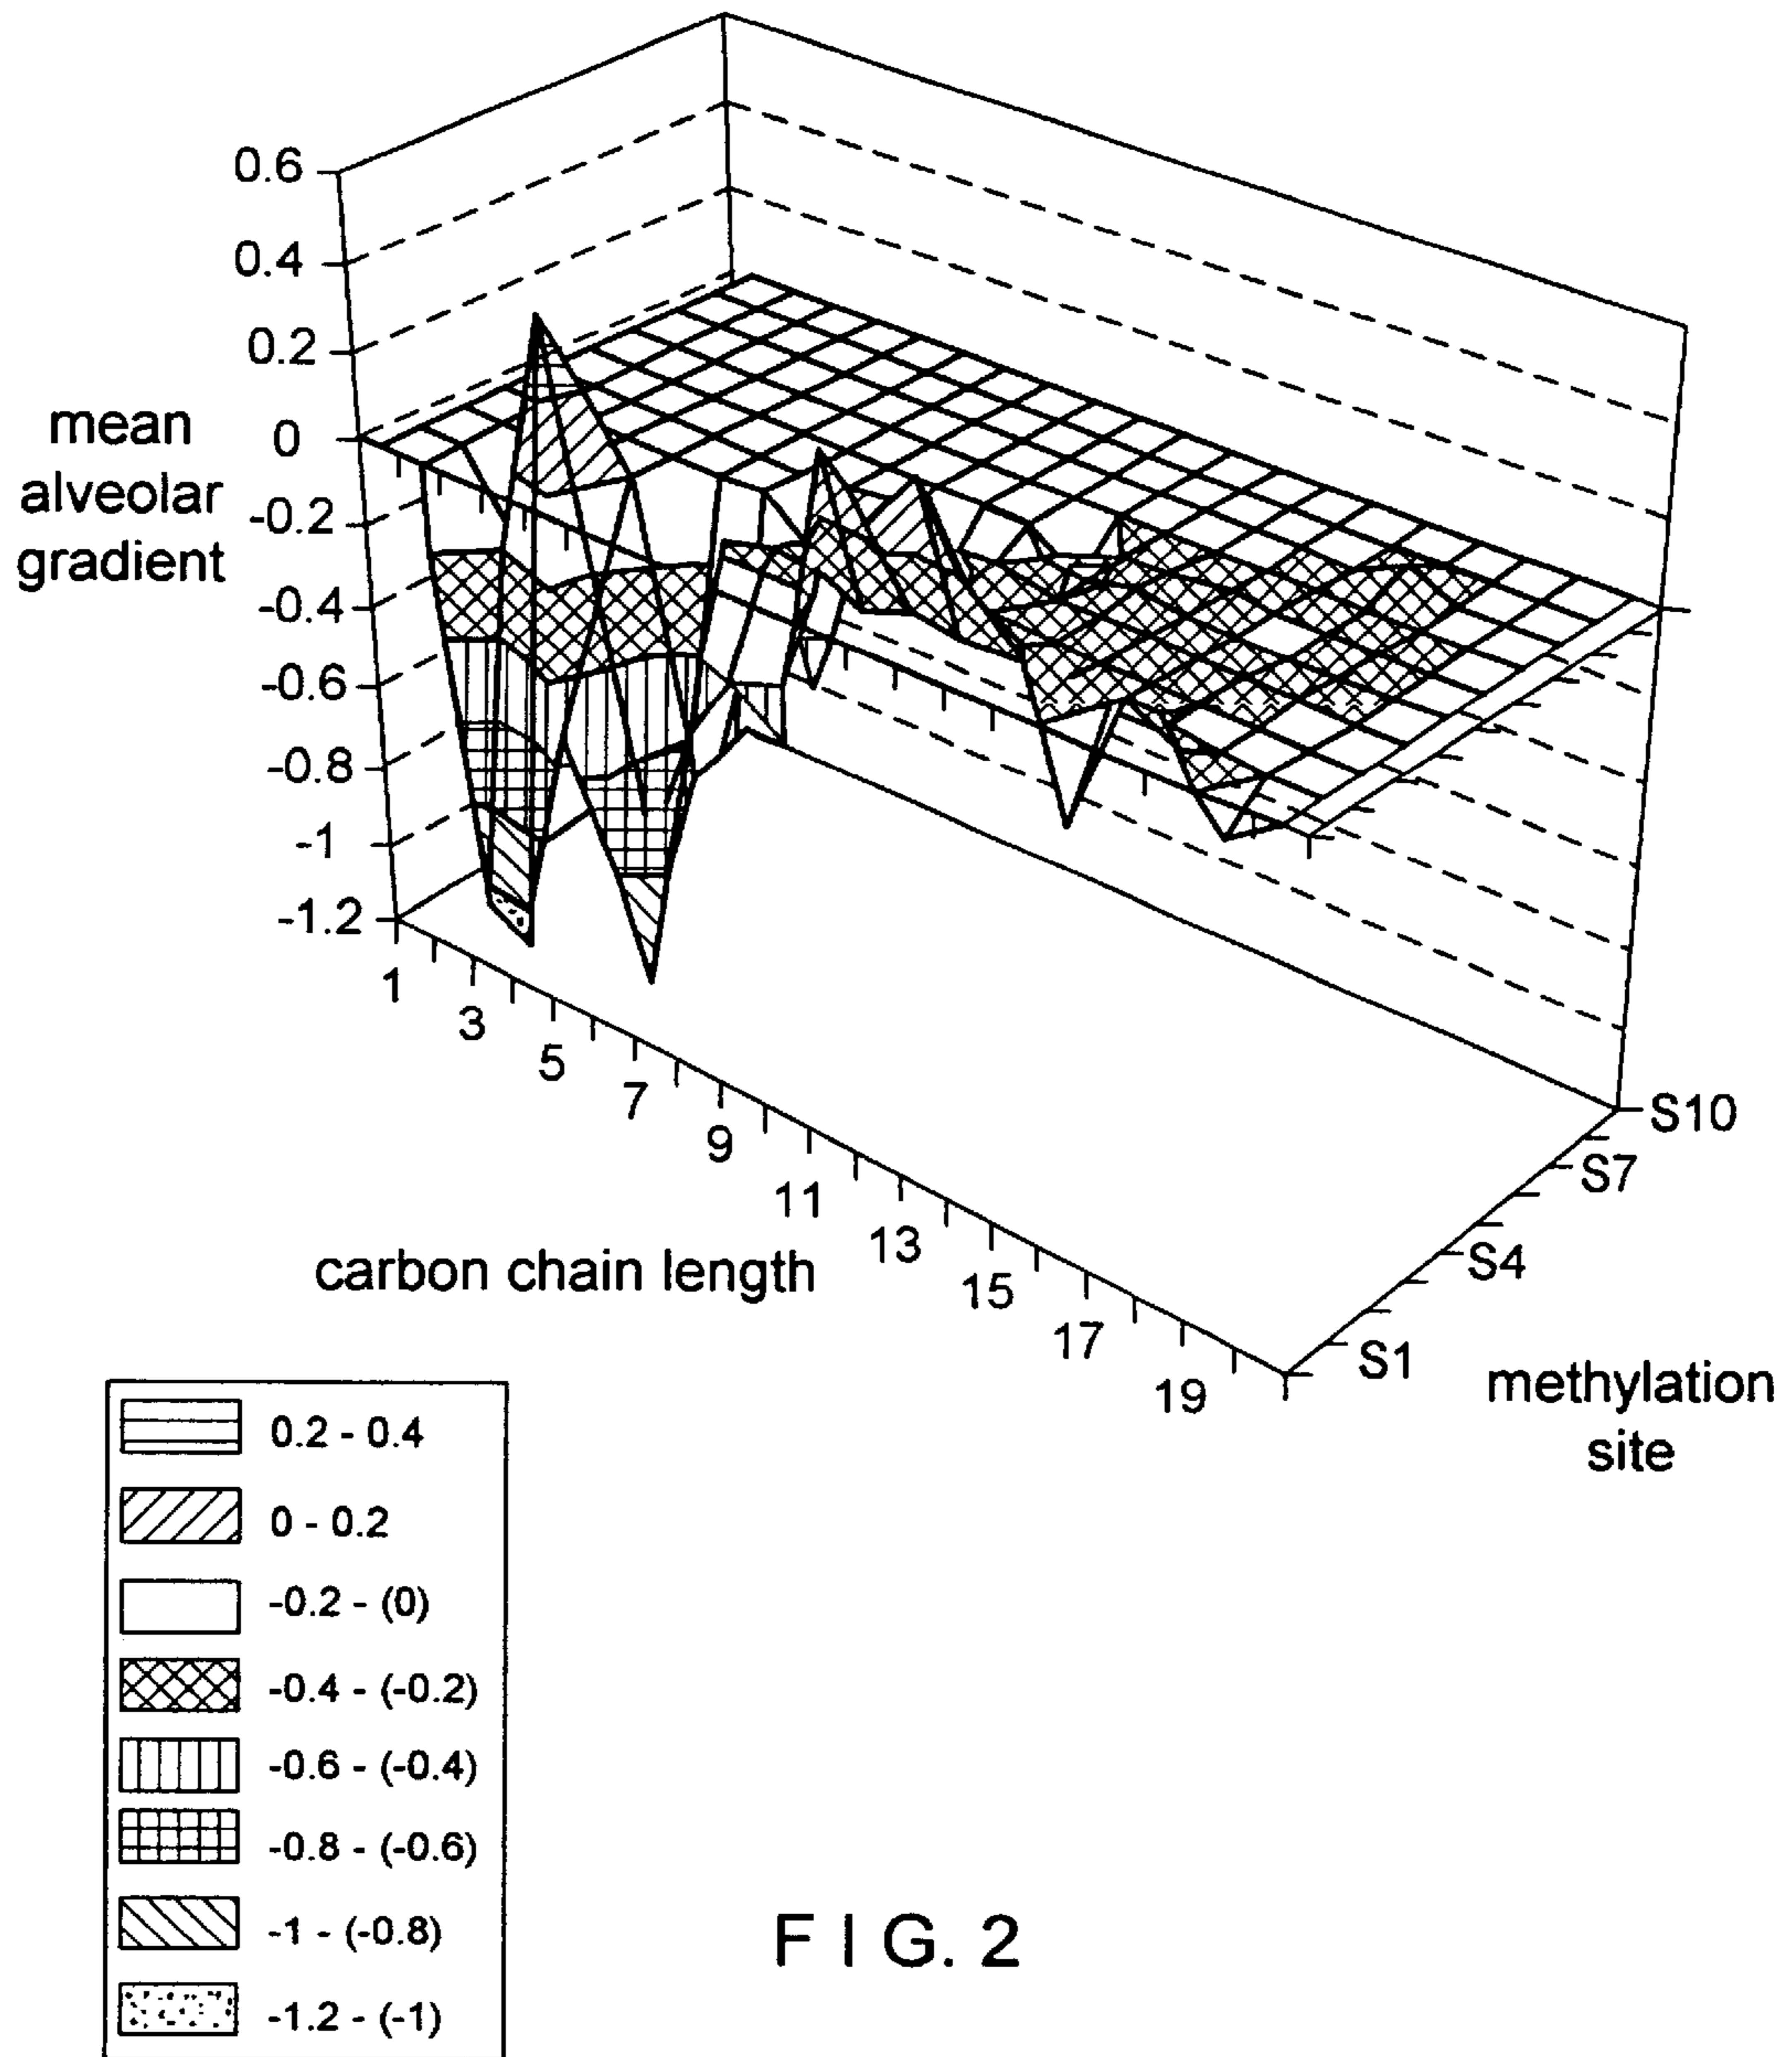 0.6
0.4
0.2
0
-0.2
-0.4
-0.6
-0.8
-1
-1.2
mean
alveolar
gradient
1
3
5
7
9
11
13
15
17
19
carbon chain length
S1
S4
S7
S10
methylation
site
0.2 - 0.4
0 - 0.2
-0.2 - (0)
-0.4 - (-0.2)
-0.6 - (-0.4)
-0.8 - (-0.6)
-1 - (-0.8)
-1.2 - (-1)
FIG. 2